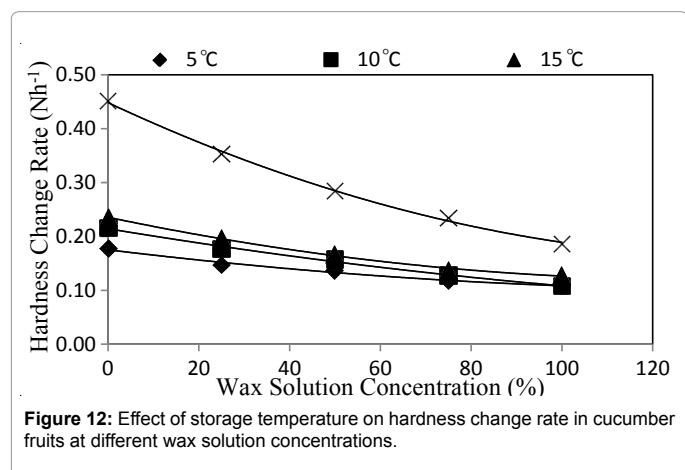 5°C 10°C 15°C
0.50
0.40
0.30
0.20
0.10
0.00
Hardness Change Rate (Nh-1)
0 20 40 60 80 100 120
Wax Solution Concentration (%)
Figure 12: Effect of storage temperature on hardness change rate in cucumber
fruits at different wax solution concentrations.